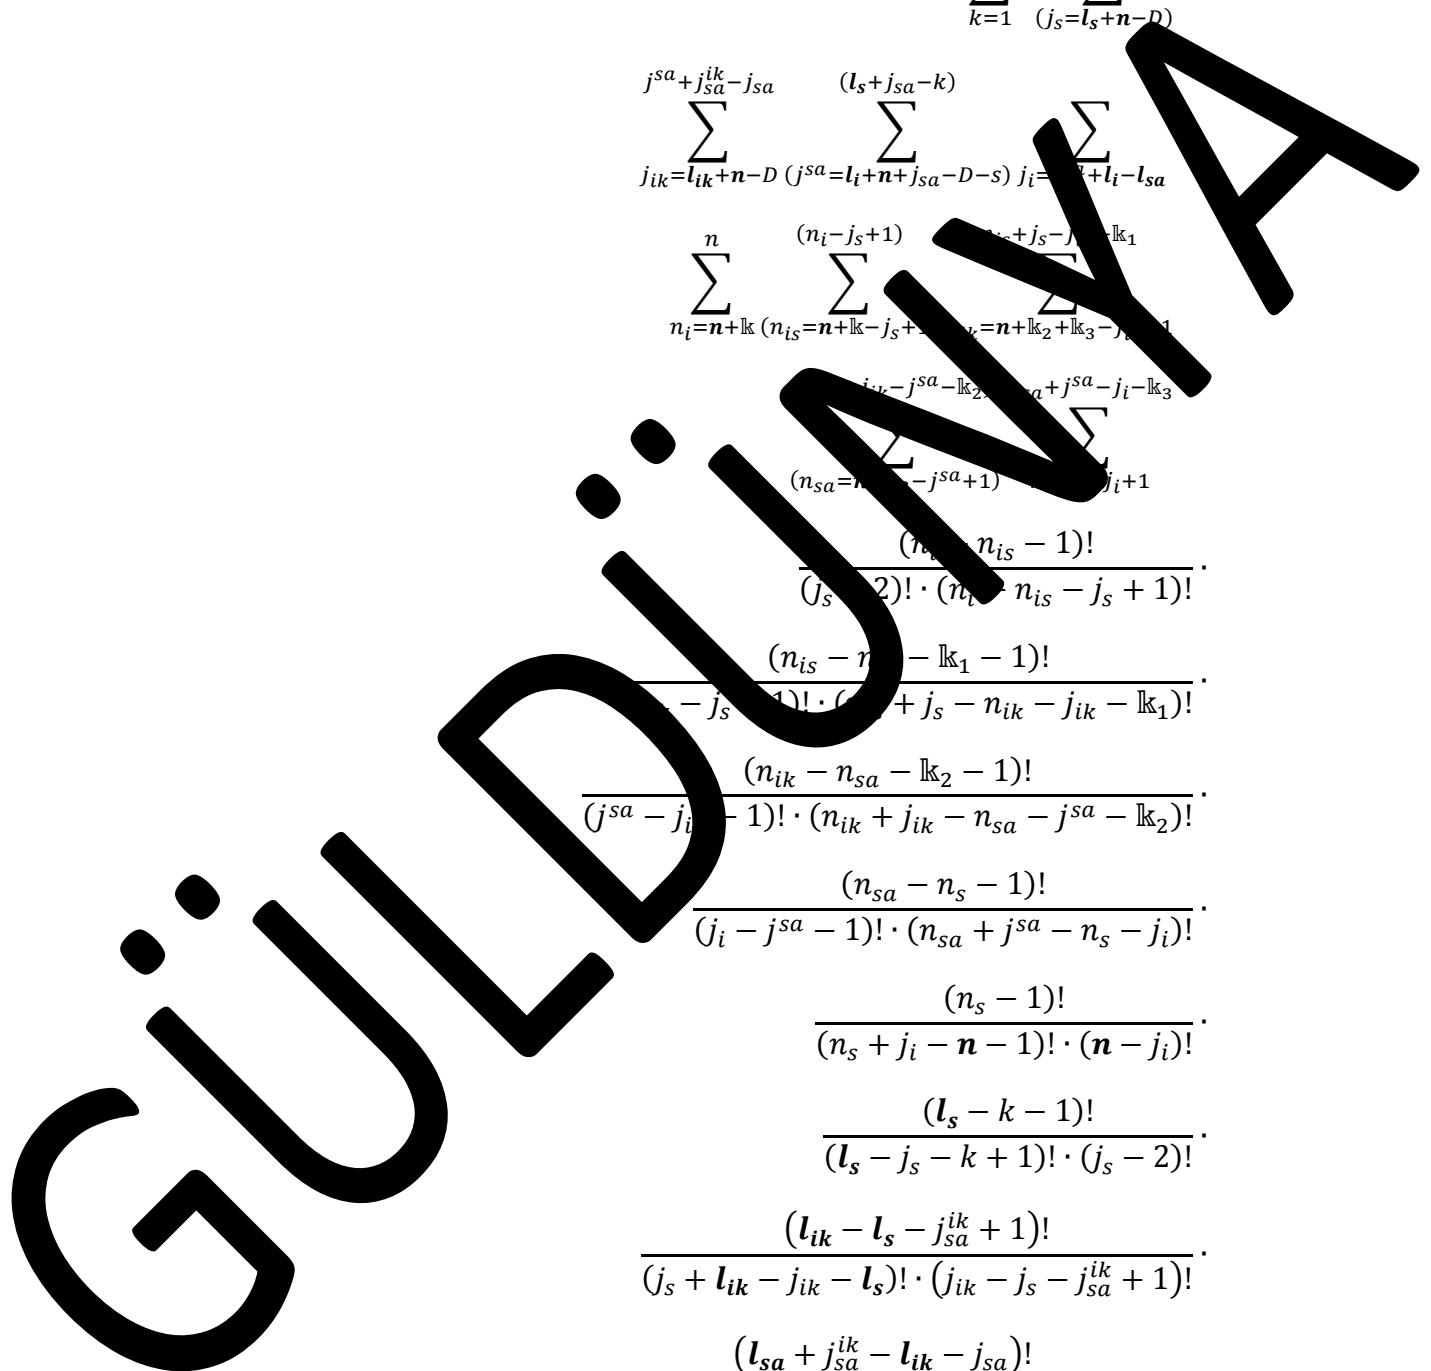 k=1 (j_s=l_s+n−D)
j^{sa}+j_{sa}^{ik}−j_{sa} (l_s+j_{sa}−k)
∑ ∑ ∑
j_{ik}=l_{ik}+n−D (j^{sa}=l_i+n+j_{sa}−D−s) +l_i−l_{sa}
n (n_i−j_s+1) +j_s− 𝕜_1
∑ ∑ ∑
n_i=n+𝕜 (n_{is}=n+𝕜−j_s+ =n+𝕜_2+𝕜_3−
−j^{sa}−𝕜_2 +j^{sa}−j_i−𝕜_3
∑ ∑
(n_{sa}= −j^{sa}+1) j_i+1
n_{is} − 1)!
(j_s 2)! · (n_i n_{is} − j_s + 1)! ·
(n_{is} − − 𝕜_1 − 1)!
− j_s 1)! · ( + j_s − n_{ik} − j_{ik} − 𝕜_1)! ·
(n_{ik} − n_{sa} − 𝕜_2 − 1)!
(j^{sa} − − 1)! · (n_{ik} + j_{ik} − n_{sa} − j^{sa} − 𝕜_2)! ·
(n_{sa} − n_s − 1)!
(j_i − j^{sa} − 1)! · (n_{sa} + j^{sa} − n_s − j_i)! ·
(n_s − 1)!
(n_s + j_i − n − 1)! · (n − j_i)! ·
(l_s − k − 1)!
(l_s − j_s − k + 1)! · (j_s − 2)! ·
(l_{ik} − l_s − j_{sa}^{ik} + 1)!
(j_s + l_{ik} − j_{ik} − l_s)! · (j_{ik} − j_s − j_{sa}^{ik} + 1)! ·
(l_{sa} + j_{sa}^{ik} − l_{ik} − j_{sa})!
GÜLDÜNYA